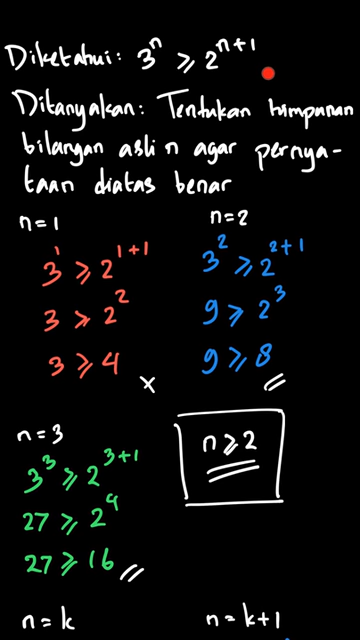 Diketahui: 3^n ⩾ 2^{n+1}
Ditanyakan: Tentukan himpunan
bilangan asli n agar pernya-
taan diatas benar
n = 1
3^1 ⩾ 2^{1+1}
3 ⩾ 2^2
3 ⩾ 4 ×
n = 2
3^2 ⩾ 2^{2+1}
9 ⩾ 2^3
9 ⩾ 8
n = 3
3^3 ⩾ 2^{3+1}
27 ⩾ 2^4
27 ⩾ 16
n ⩾ 2
n = k
n = k+1